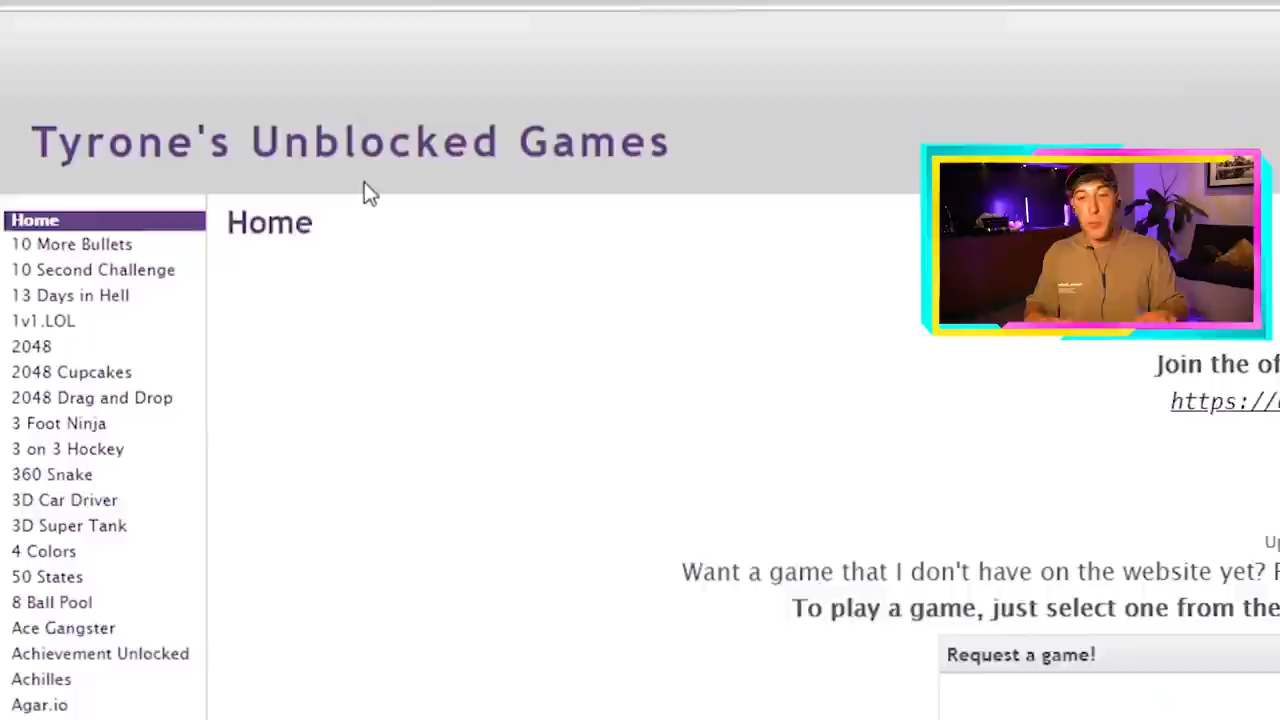 Tyrone's Unblocked Games
Home
10 More Bullets
10 Second Challenge
13 Days in Hell
1v1.LOL
2048
2048 Cupcakes
2048 Drag and Drop
3 Foot Ninja
3 on 3 Hockey
360 Snake
3D Car Driver
3D Super Tank
4 Colors
50 States
8 Ball Pool
Ace Gangster
Achievement Unlocked
Achilles
Agar.io
Home
Join the of
https://
Up
Want a game that I don't have on the website yet?
To play a game, just select one from the
Request a game!